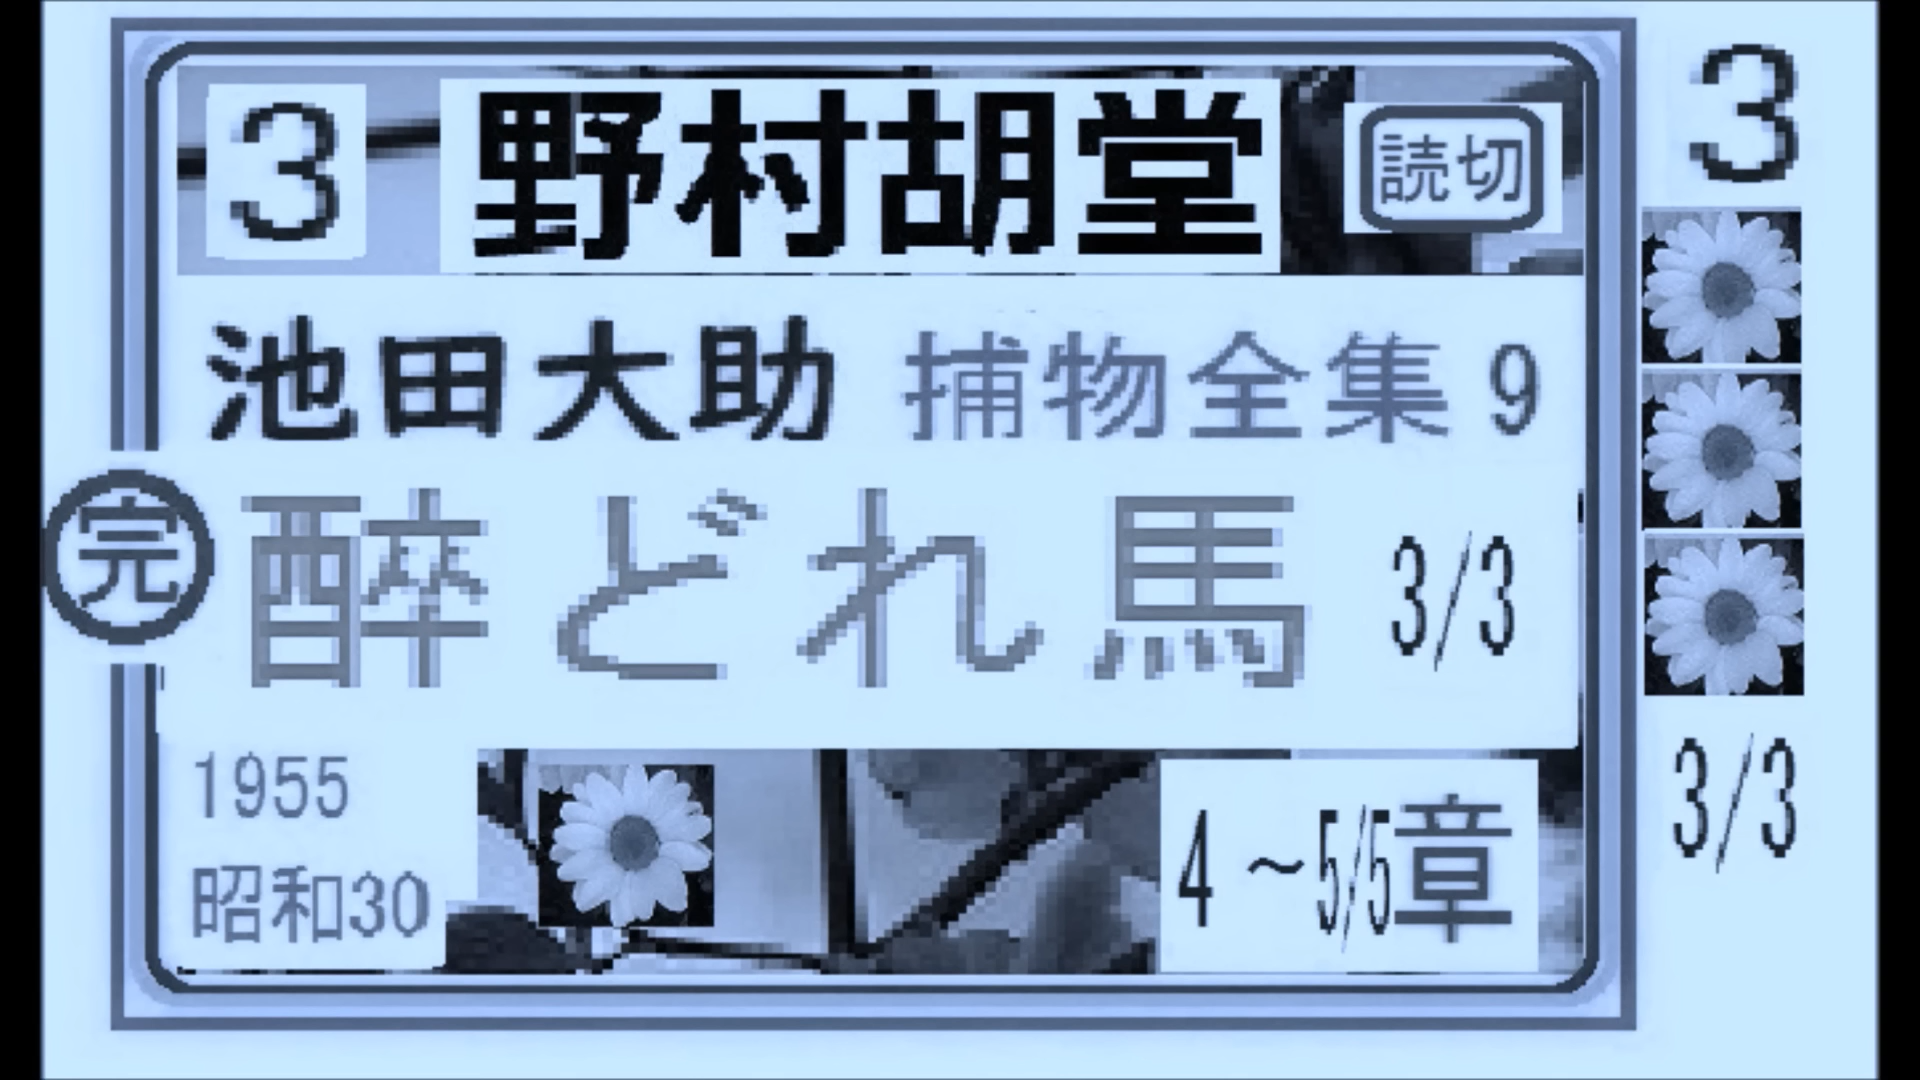 3 野村胡堂 読切 3
池田大助 捕物全集 9
完 醉どれ馬 3/3
1955
昭和30
4 ～5/5章
3/3